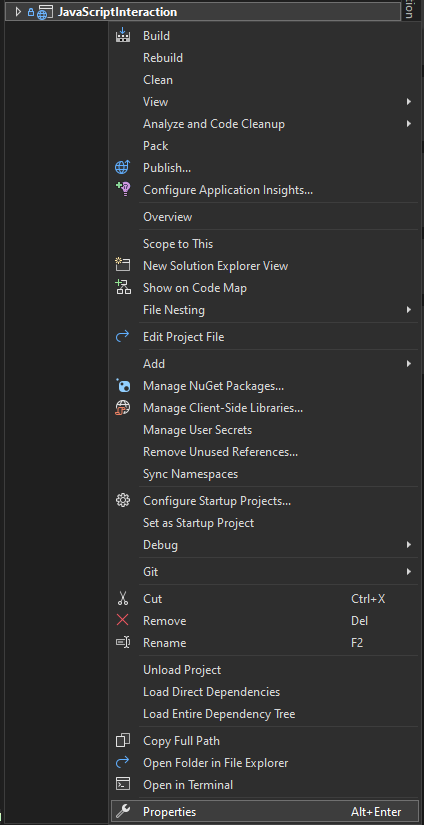 JavaScriptInteraction
tion
Build
Rebuild
Clean
View
Analyze and Code Cleanup
Pack
Publish...
Configure Application Insights...
Overview
Scope to This
New Solution Explorer View
Show on Code Map
File Nesting
Edit Project File
Add
Manage NuGet Packages...
Manage Client-Side Libraries...
Manage User Secrets
Remove Unused References...
Sync Namespaces
Configure Startup Projects...
Set as Startup Project
Debug
Git
Cut Ctrl+X
Remove Del
Rename F2
Unload Project
Load Direct Dependencies
Load Entire Dependency Tree
Copy Full Path
Open Folder in File Explorer
Open in Terminal
Properties Alt+Enter